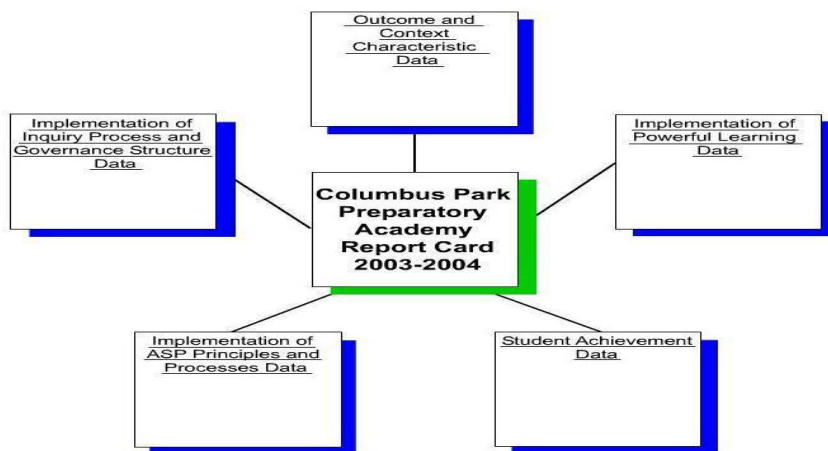 Outcome and
Context
Characteristic
Data
Implementation of
Inquiry Process and
Governance Structure
Data
Implementation of
Powerful Learning
Data
Columbus Park
Preparatory
Academy
Report Card
2003-2004
Implementation of
ASP Principles and
Processes Data
Student Achievement
Data